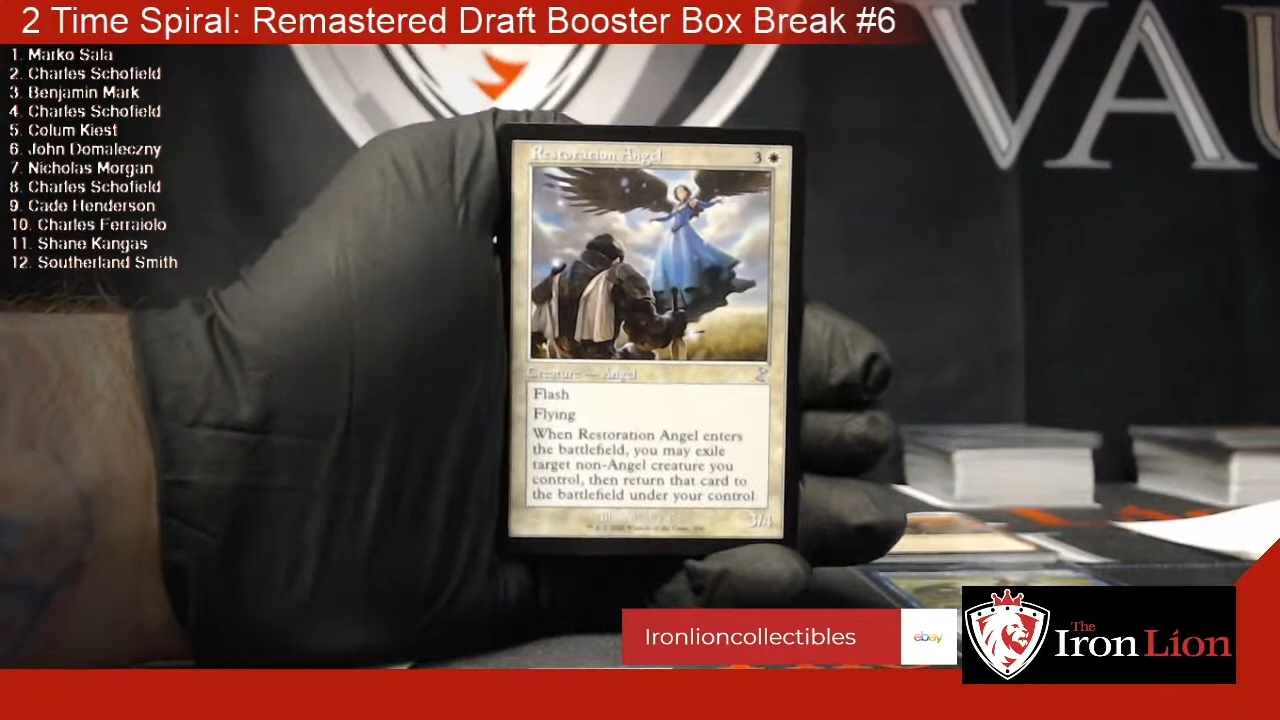 2 Time Spiral: Remastered Draft Booster Box Break #6
1. Marko Sala
2. Charles Schofield
3. Benjamin Mark
4. Charles Schofield
5. Colum Kiest
6. John Domaleczny
7. Nicholas Morgan
8. Charles Schofield
9. Cade Henderson
10. Charles Ferraiolo
11. Shane Kangas
12. Southerland Smith
VAU
Restoration Angel 3
Creature — Angel
Flash
Flying
When Restoration Angel enters
the battlefield, you may exile
target non-Angel creature you
control, then return that card to
the battlefield under your control.
3/4
Ironlioncollectibles
ebay
The
Iron Lion